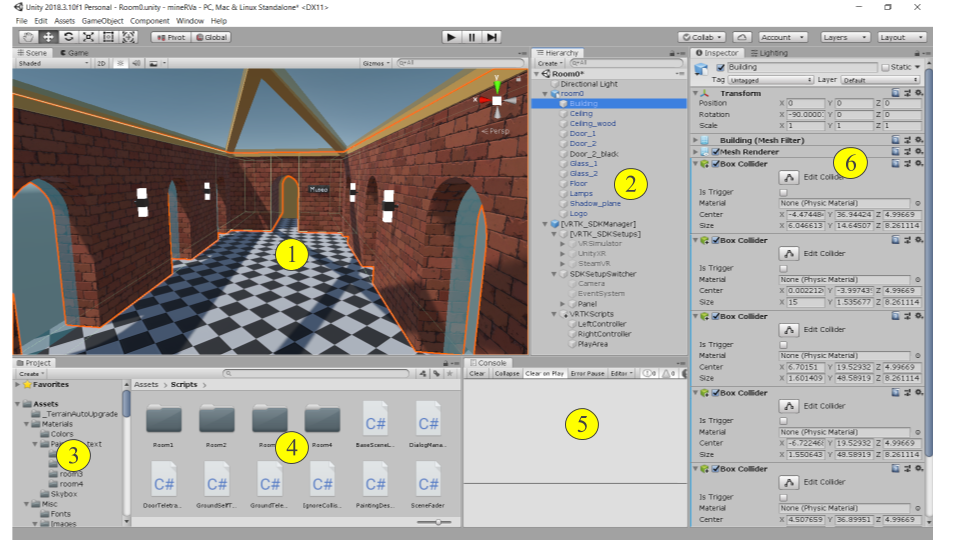 Unity 2018.3.10f1 Personal - Room0.unity - mineRVa - PC, Mac & Linux Standalone* <DX11>
File Edit Assets GameObject Component Window Help
Pivot Global
Collab Account Layers Layout
Scene Game
Shaded 2D Gizmos All
y
x
Persp
Museo
1
Hierarchy
Create All
Room0*
Directional Light
room0
Building
Ceiling
Ceiling_wood
Door_1
Door_2
Door_2_black
Glass_1
Glass_2
Floor
Lamps
Shadow_plane
Logo
[VRTK_SDKManager]
[VRTK_SDKSetups]
VRSimulator
UnityXR
SteamVR
SDKSetupSwitcher
Camera
EventSystem
Panel
VRTKScripts
LeftController
RightController
PlayArea
2
Project
Create
Favorites
Assets
_TerrainAutoUpgrade
Materials
Colors
room3
room4
Skybox
Misc
Fonts
Images
3
Assets > Scripts >
Room1 Room2 Room4 BaseSceneL... DialogMana...
C# C#
DoorTeletra... GroundSelfT... GroundTele... IgnoreCollis... PaintingDes... SceneFader
C# C# C# C# C# C#
4
Console
Clear Collapse Clear on Play Error Pause Editor 0 0
5
Inspector Lighting
Building Static
Tag Untagged Layer Default
Transform
Position X 0 Y 0 Z 0
Rotation X -90.00001 Y 0 Z 0
Scale X 1 Y 1 Z 1
Building (Mesh Filter)
Mesh Renderer
Box Collider
6
Edit Collider
Is Trigger
Material None (Physic Material)
Center X -4.474484 Y 36.94424 Z 4.99669
Size X 6.046613 Y 14.64507 Z 8.261114
Box Collider
Edit Collider
Is Trigger
Material None (Physic Material)
Center X 0.002212 Y -3.997439 Z 4.99669
Size X 15 Y 1.535677 Z 8.261114
Box Collider
Edit Collider
Is Trigger
Material None (Physic Material)
Center X 6.70151 Y 19.52932 Z 4.99669
Size X 1.601409 Y 48.58919 Z 8.261114
Box Collider
Edit Collider
Is Trigger
Material None (Physic Material)
Center X -6.722468 Y 19.52932 Z 4.99669
Size X 1.550643 Y 48.58919 Z 8.261114
Box Collider
Edit Collider
Is Trigger
Material None (Physic Material)
Center X 4.507659 Y 36.89951 Z 4.99669